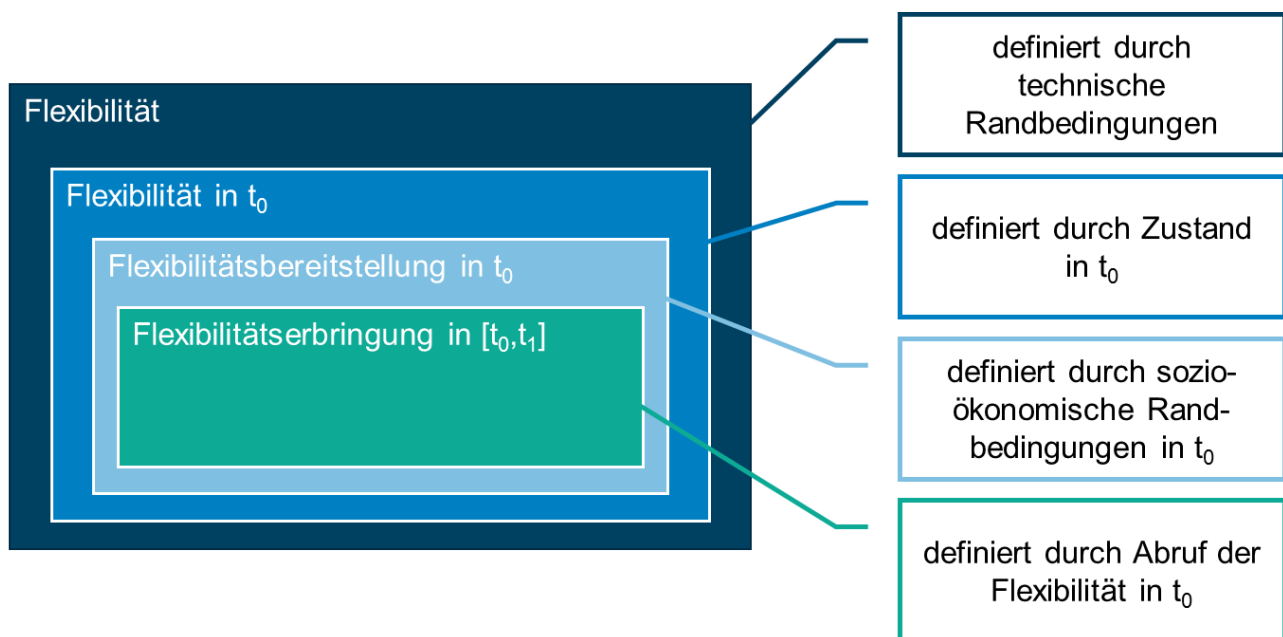 Flexibilität
Flexibilität in t₀
Flexibilitätsbereitstellung in t₀
Flexibilitätserbringung in [t₀,t₁]
definiert durch
technische
Randbedingungen
definiert durch Zustand
in t₀
definiert durch sozio-
ökonomische Rand-
bedingungen in t₀
definiert durch Abruf der
Flexibilität in t₀